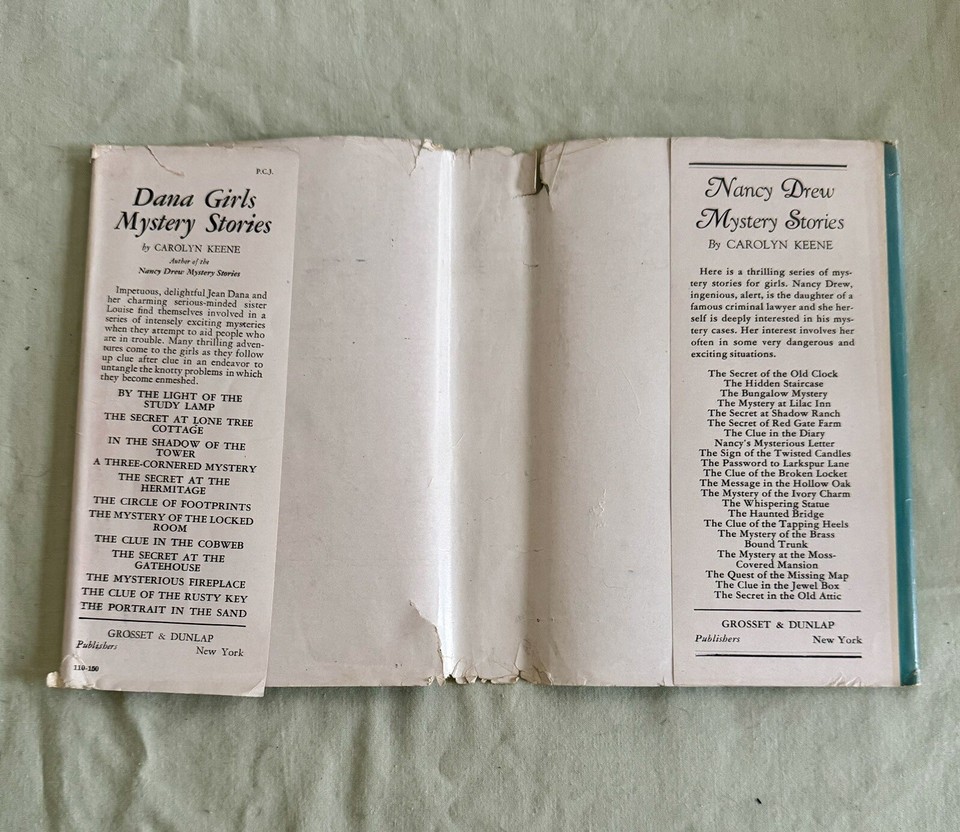 P.C.J.
Dana Girls
Mystery Stories
by CAROLYN KEENE
Author of the
Nancy Drew Mystery Stories
Impetuous, delightful Jean Dana and
her charming serious-minded sister
Louise find themselves involved in a
series of intensely exciting mysteries
when they attempt to aid people who
are in trouble. Many thrilling adven-
tures come to the girls as they follow
up clue after clue in an endeavor to
untangle the knotty problems in which
they become enmeshed.
BY THE LIGHT OF THE
STUDY LAMP
THE SECRET AT LONE TREE
COTTAGE
IN THE SHADOW OF THE
TOWER
A THREE-CORNERED MYSTERY
THE SECRET AT THE
HERMITAGE
THE CIRCLE OF FOOTPRINTS
THE MYSTERY OF THE LOCKED
ROOM
THE CLUE IN THE COBWEB
THE SECRET AT THE
GATEHOUSE
THE MYSTERIOUS FIREPLACE
THE CLUE OF THE RUSTY KEY
THE PORTRAIT IN THE SAND
GROSSET & DUNLAP
Publishers New York
110-150
Nancy Drew
Mystery Stories
By CAROLYN KEENE
Here is a thrilling series of mys-
tery stories for girls. Nancy Drew,
ingenious, alert, is the daughter of a
famous criminal lawyer and she her-
self is deeply interested in his mys-
tery cases. Her interest involves her
often in some very dangerous and
exciting situations.
The Secret of the Old Clock
The Hidden Staircase
The Bungalow Mystery
The Mystery at Lilac Inn
The Secret at Shadow Ranch
The Secret of Red Gate Farm
The Clue in the Diary
Nancy's Mysterious Letter
The Sign of the Twisted Candles
The Password to Larkspur Lane
The Clue of the Broken Locket
The Message in the Hollow Oak
The Mystery of the Ivory Charm
The Whispering Statue
The Haunted Bridge
The Clue of the Tapping Heels
The Mystery of the Brass
Bound Trunk
The Mystery at the Moss-
Covered Mansion
The Quest of the Missing Map
The Clue in the Jewel Box
The Secret in the Old Attic
GROSSET & DUNLAP
Publishers New York